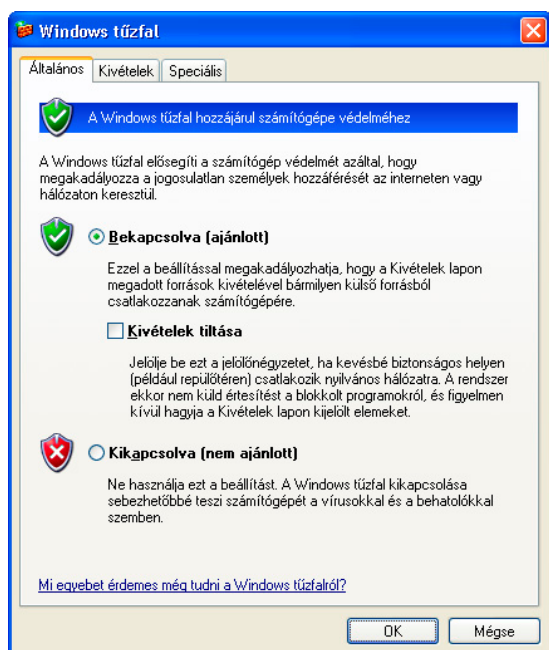 Windows tűzfal
Általános
Kivételek
Speciális
A Windows tűzfal hozzájárul számítógépe védelméhez
A Windows tűzfal elősegíti a számítógép védelmét azáltal, hogy
megakadályozza a jogosulatlan személyek hozzáférését az interneten vagy
hálózaton keresztül.
Bekapcsolva (ajánlott)
Ezzel a beállítással megakadályozhatja, hogy a Kivételek lapon
megadott források kivételével bármilyen külső forrásból
csatlakozzanak számítógépére.
Kivételek tiltása
Jelölje be ezt a jelölőnégyzetet, ha kevésbé biztonságos helyen
(például repülőtéren) csatlakozik nyilvános hálózatra. A rendszer
ekkor nem küld értesítést a blokkolt programokról, és figyelmen
kívül hagyja a Kivételek lapon kijelölt elemeket.
Kikapcsolva (nem ajánlott)
Ne használja ezt a beállítást. A Windows tűzfal kikapcsolása
sebezhetőbbé teszi számítógépét a vírusokkal és a behatolókkal
szemben.
Mi egyebet érdemes még tudni a Windows tűzfalról?
OK
Mégse